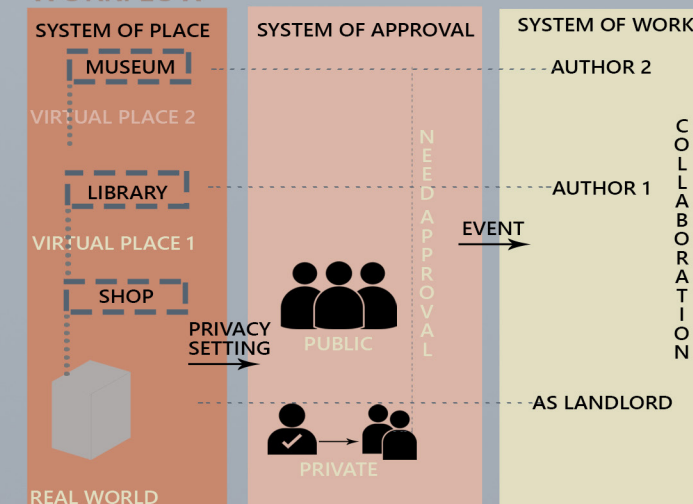 SYSTEM OF PLACE
MUSEUM
VIRTUAL PLACE 2
LIBRARY
VIRTUAL PLACE 1
SHOP
REAL WORLD
PRIVACY
SETTING
SYSTEM OF APPROVAL
NEED APPROVAL
PUBLIC
PRIVATE
EVENT
SYSTEM OF WORK
AUTHOR 2
AUTHOR 1
AS LANDLORD
COLLABORATION